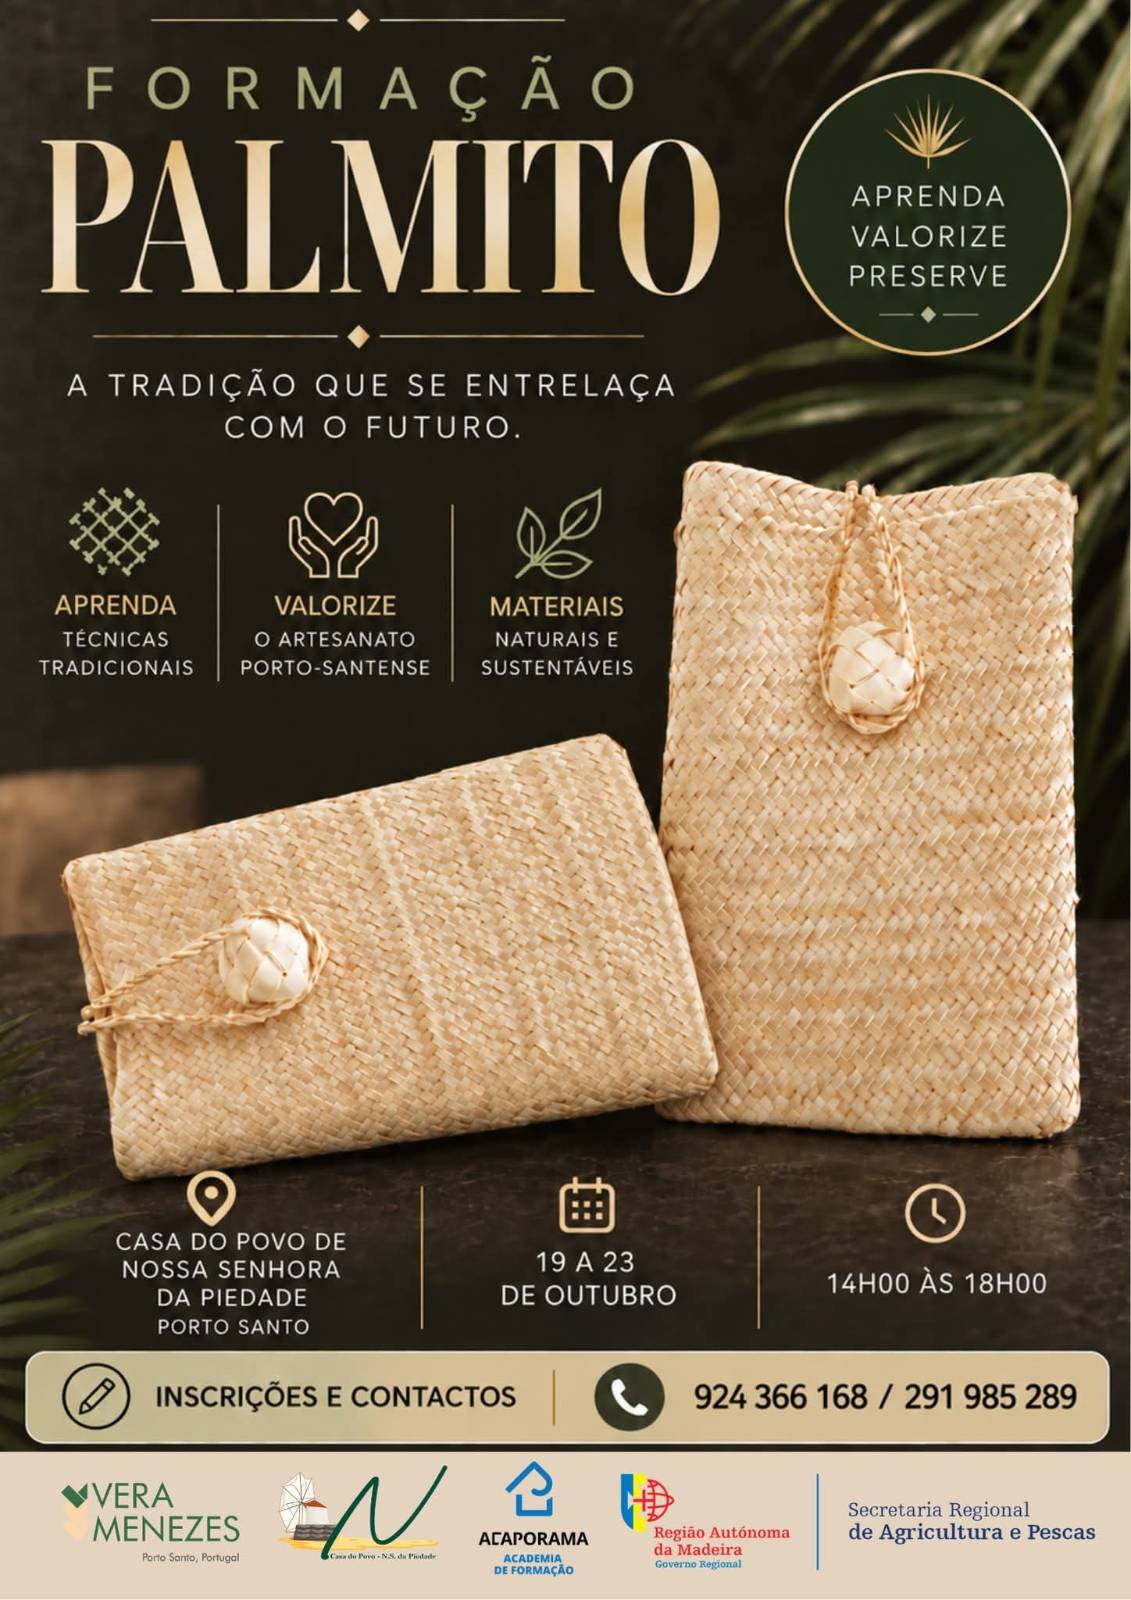 FORMAÇÃO
PALMITO
APRENDA
VALORIZE
PRESERVE
A TRADIÇÃO QUE SE ENTRELAÇA
COM O FUTURO.
APRENDA
TÉCNICAS
TRADICIONAIS
VALORIZE
O ARTESANATO
PORTO-SANTENSE
MATERIAIS
NATURAIS E
SUSTENTÁVEIS
CASA DO POVO DE
NOSSA SENHORA
DA PIEDADE
PORTO SANTO
19 A 23
DE OUTUBRO
14H00 ÀS 18H00
INSCRIÇÕES E CONTACTOS
924 366 168 / 291 985 289
VERA
MENEZES
Porto Santo, Portugal
N
Casa do Povo - N.S. da Piedade
ACAPORAMA
ACADEMIA
DE FORMAÇÃO
Região Autónoma
da Madeira
Governo Regional
Secretaria Regional
de Agricultura e Pescas